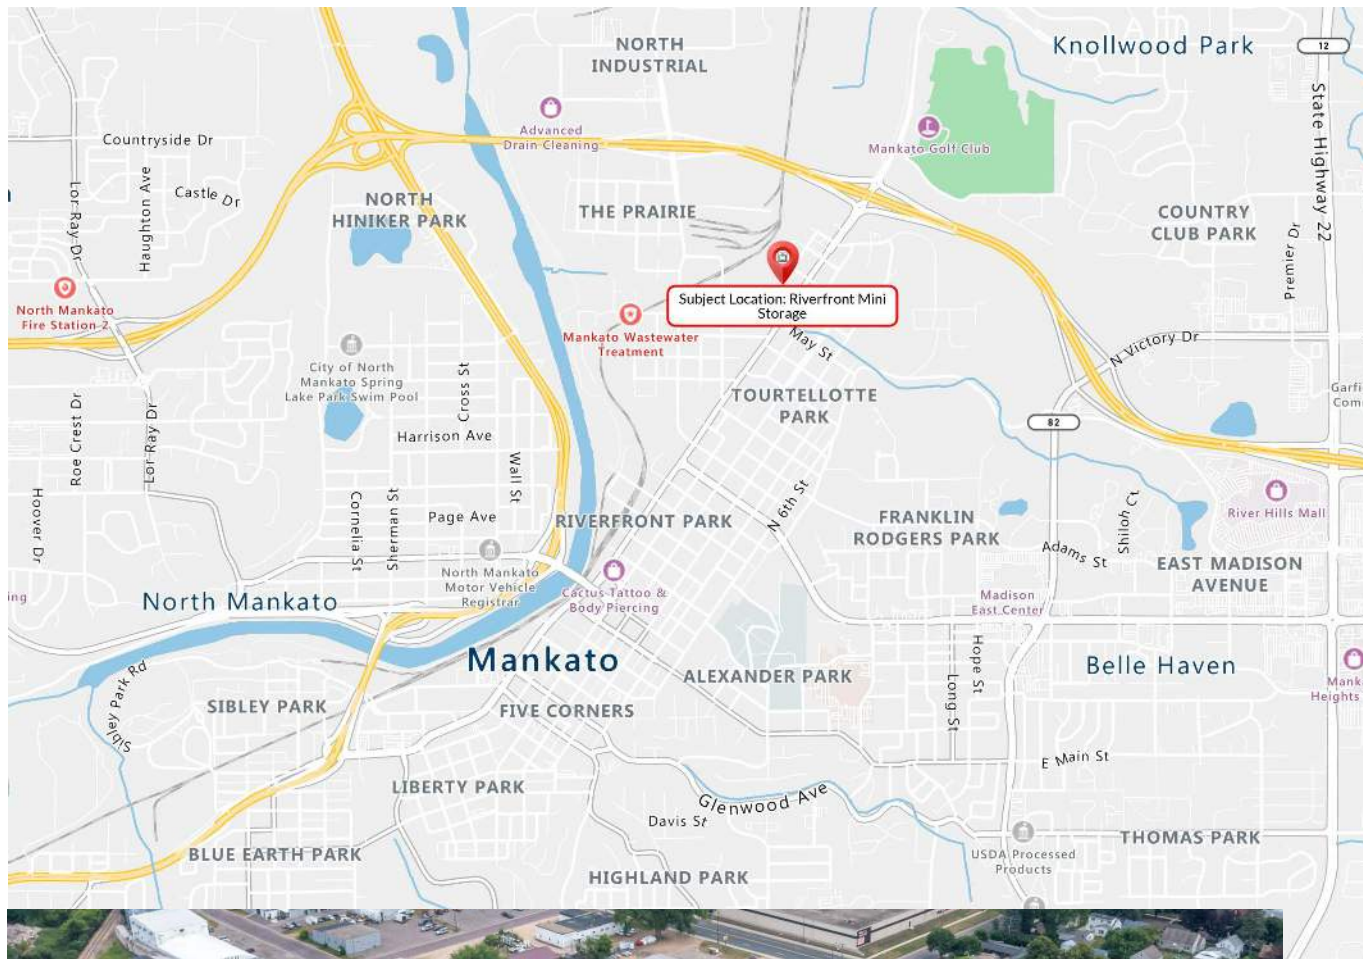 NORTH
INDUSTRIAL
Knollwood Park
12
State Highway 22
Advanced
Drain Cleaning
Countryside Dr
Mankato Golf Club
Lor Ray Dr
Haughton Ave
Castle Dr
NORTH
HINIKER PARK
THE PRAIRIE
COUNTRY
CLUB PARK
Premier Dr
North Mankato
Fire Station 2
Subject Location: Riverfront Mini
Storage
Mankato Wastewater
Treatment
May St
N Victory Dr
City of North
Mankato Spring
Lake Park Swim Pool
Cross St
TOURTELLOTTE
PARK
Garfi
Com
Roe Crest Dr
Lor Ray Dr
Harrison Ave
82
Wall St
Hoover Dr
Cornelia St
Sherman St
Page Ave
RIVERFRONT PARK
N 6th St
FRANKLIN
RODGERS PARK
Shiloh Ct
River Hills Mall
Adams St
EAST MADISON
AVENUE
ing
North Mankato
North Mankato
Motor Vehicle
Registrar
Cactus Tattoo &
Body Piercing
Madison
East Center
Mankato
Hope St
Belle Haven
Sibley Park Rd
ALEXANDER PARK
Long St
Mank
Heights
SIBLEY PARK
FIVE CORNERS
E Main St
LIBERTY PARK
Glenwood Ave
Davis St
THOMAS PARK
USDA Processed
Products
BLUE EARTH PARK
HIGHLAND PARK